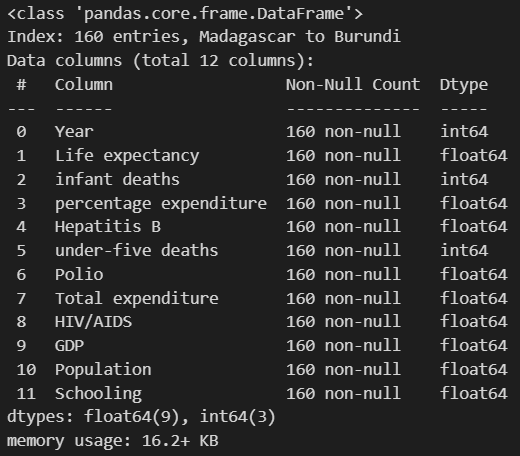 <class 'pandas.core.frame.DataFrame'>
Index: 160 entries, Madagascar to Burundi
Data columns (total 12 columns):
 #   Column                  Non-Null Count  Dtype
---  ------                  --------------  -----
 0   Year                    160 non-null    int64
 1   Life expectancy         160 non-null    float64
 2   infant deaths           160 non-null    int64
 3   percentage expenditure  160 non-null    float64
 4   Hepatitis B             160 non-null    float64
 5   under-five deaths       160 non-null    int64
 6   Polio                   160 non-null    float64
 7   Total expenditure       160 non-null    float64
 8   HIV/AIDS                160 non-null    float64
 9   GDP                     160 non-null    float64
 10  Population              160 non-null    float64
 11  Schooling               160 non-null    float64
dtypes: float64(9), int64(3)
memory usage: 16.2+ KB